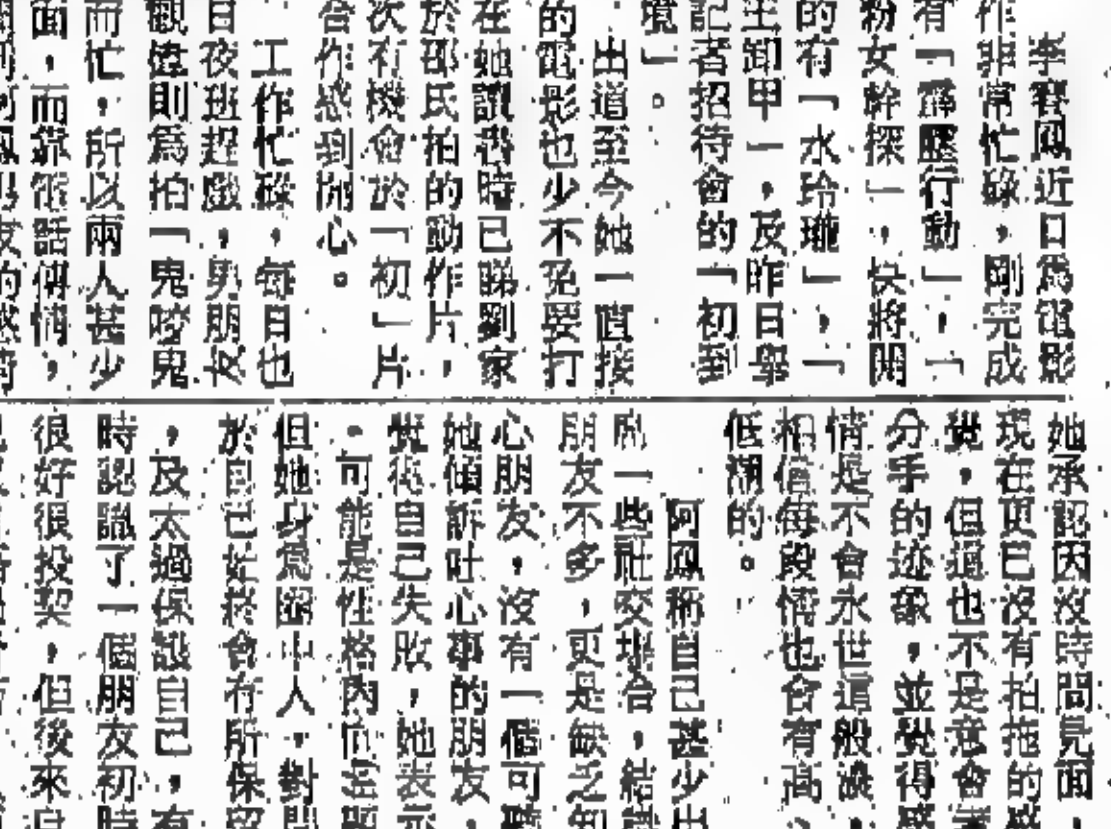 李賽鳳近日為電影
作非常忙碌，剛完成
有「霹靂行動」，「
粉女幹探」，快將開
的有「水玲瓏」，「
王卸甲」，及昨日舉
記者招待會的「初到
境」。
出道至今她一直接
的電影也少不免要打
在她讀書時已睇劉家
於邵氏拍的動作片，
次有機會於「初」片
合作感到開心。
工作忙碌，每日也
日夜班趕戲，男朋友
觀偉則為拍「鬼咬鬼
而忙，所以兩人甚少
面，而靠電話傳情，
她承認因沒時間見面，
現在更已沒有拍拖的感
覺，但這也不是意會著
分手的迹象，並覺得感
情是不會永世這般濃，
相信每段情也會有高、
低潮的。
阿鳳稱自己甚少出
席一些社交場合，結識
朋友不多，更是缺乏知
心朋友，沒有一個可聽
她傾訴吐心事的朋友，
覺得自己失敗，她表示
，可能是性格內向
但她身為圈中人，對
於自己始終會有所保留
，及太過保護自己，有
時認識了一個朋友初時
很好很投契，但後來